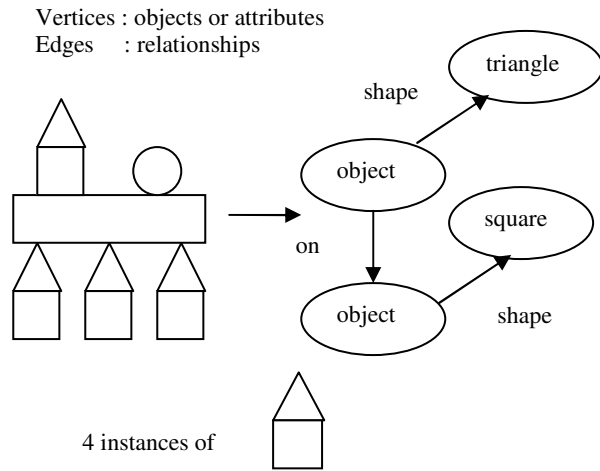 Vertices : objects or attributes
Edges : relationships
triangle
shape
object
square
on
object
shape
4 instances of